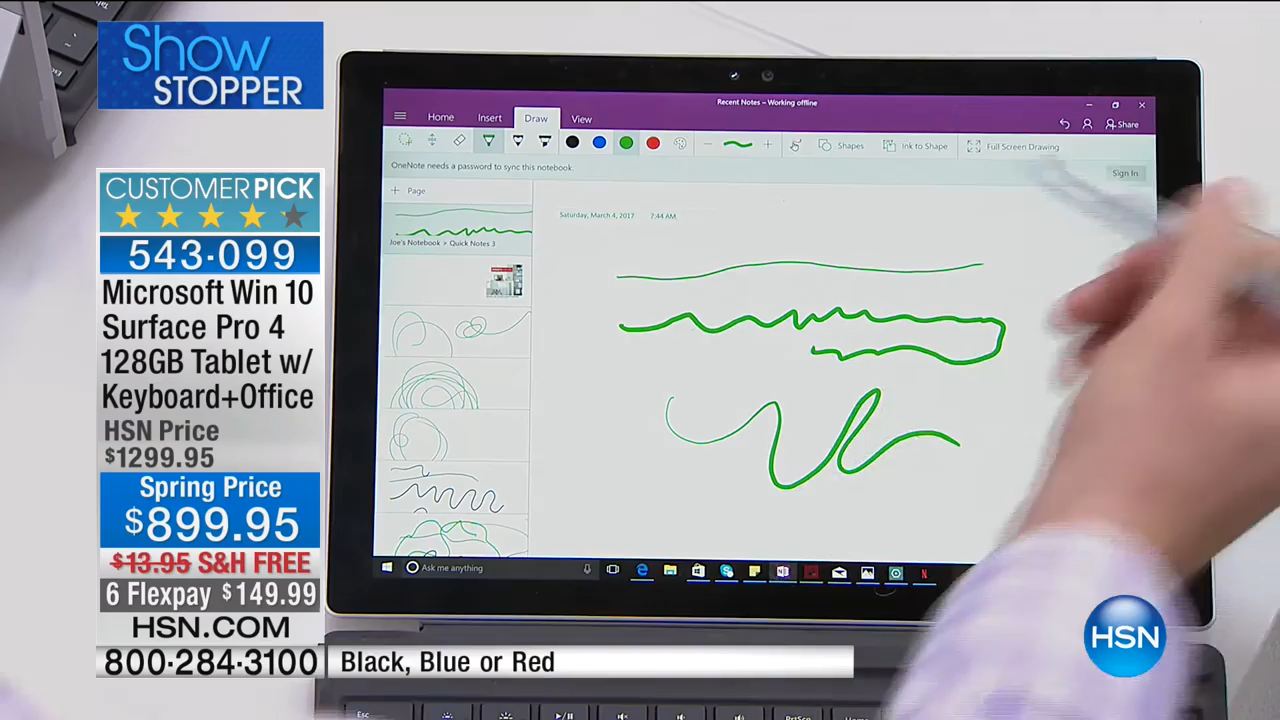 Show
STOPPER
CUSTOMER PICK
543-099
Microsoft Win 10
Surface Pro 4
128GB Tablet w/
Keyboard+Office
HSN Price
$1299.95
Spring Price
$899.95
$13.95 S&H FREE
6 Flexpay $149.99
HSN.COM
800-284-3100
Black, Blue or Red
HSN
Recent Notes – Working offline
Home Insert Draw View
Share
Shapes Ink to Shape Full Screen Drawing
OneNote needs a password to sync this notebook.
Sign In
+ Page
Saturday, March 4, 2017 7:44 AM
Joe's Notebook > Quick Notes 3
Ask me anything
Esc
PrtScn
Home